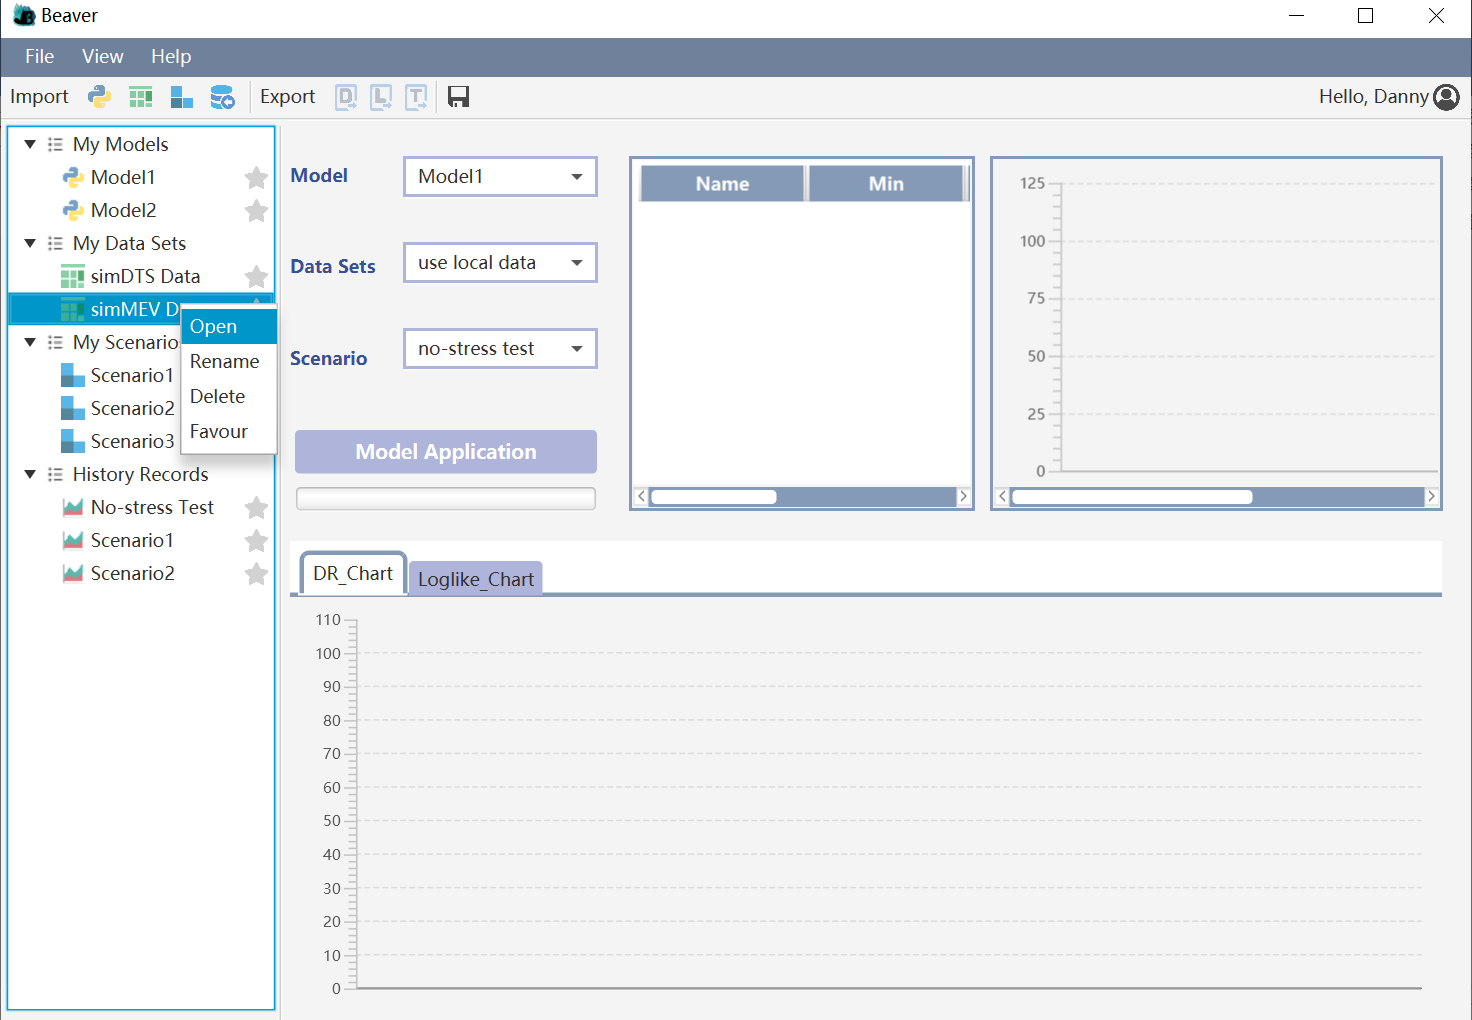 Beaver
File View Help
Import Export D L T Hello, Danny
My Models
Model1
Model2
My Data Sets
simDTS Data
simMEV D
My Scenario
Scenario1
Scenario2
Scenario3
Open
Rename
Delete
Favour
History Records
No-stress Test
Scenario1
Scenario2
Model Model1
Data Sets use local data
Scenario no-stress test
Model Application
Name Min
125
100
75
50
25
0
DR_Chart Loglike_Chart
110
100
90
80
70
60
50
40
30
20
10
0